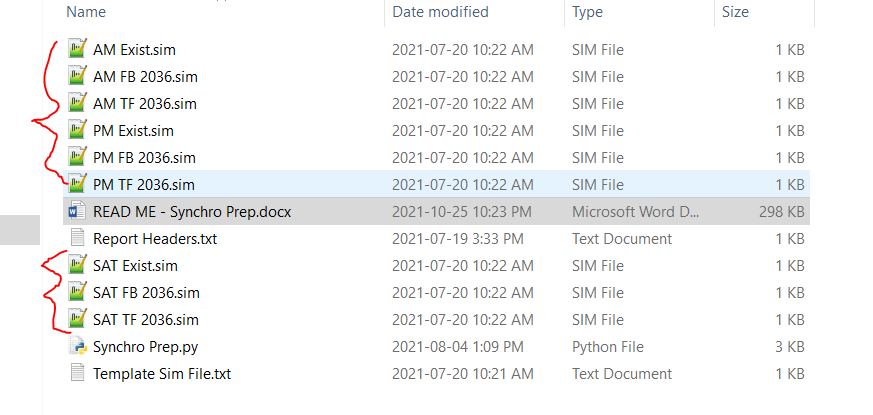 Name Date modified Type Size
AM Exist.sim 2021-07-20 10:22 AM SIM File 1 KB
AM FB 2036.sim 2021-07-20 10:22 AM SIM File 1 KB
AM TF 2036.sim 2021-07-20 10:22 AM SIM File 1 KB
PM Exist.sim 2021-07-20 10:22 AM SIM File 1 KB
PM FB 2036.sim 2021-07-20 10:22 AM SIM File 1 KB
PM TF 2036.sim 2021-07-20 10:22 AM SIM File 1 KB
READ ME - Synchro Prep.docx 2021-10-25 10:23 PM Microsoft Word D... 298 KB
Report Headers.txt 2021-07-19 3:33 PM Text Document 1 KB
SAT Exist.sim 2021-07-20 10:22 AM SIM File 1 KB
SAT FB 2036.sim 2021-07-20 10:22 AM SIM File 1 KB
SAT TF 2036.sim 2021-07-20 10:22 AM SIM File 1 KB
Synchro Prep.py 2021-08-04 1:09 PM Python File 3 KB
Template Sim File.txt 2021-07-20 10:21 AM Text Document 1 KB